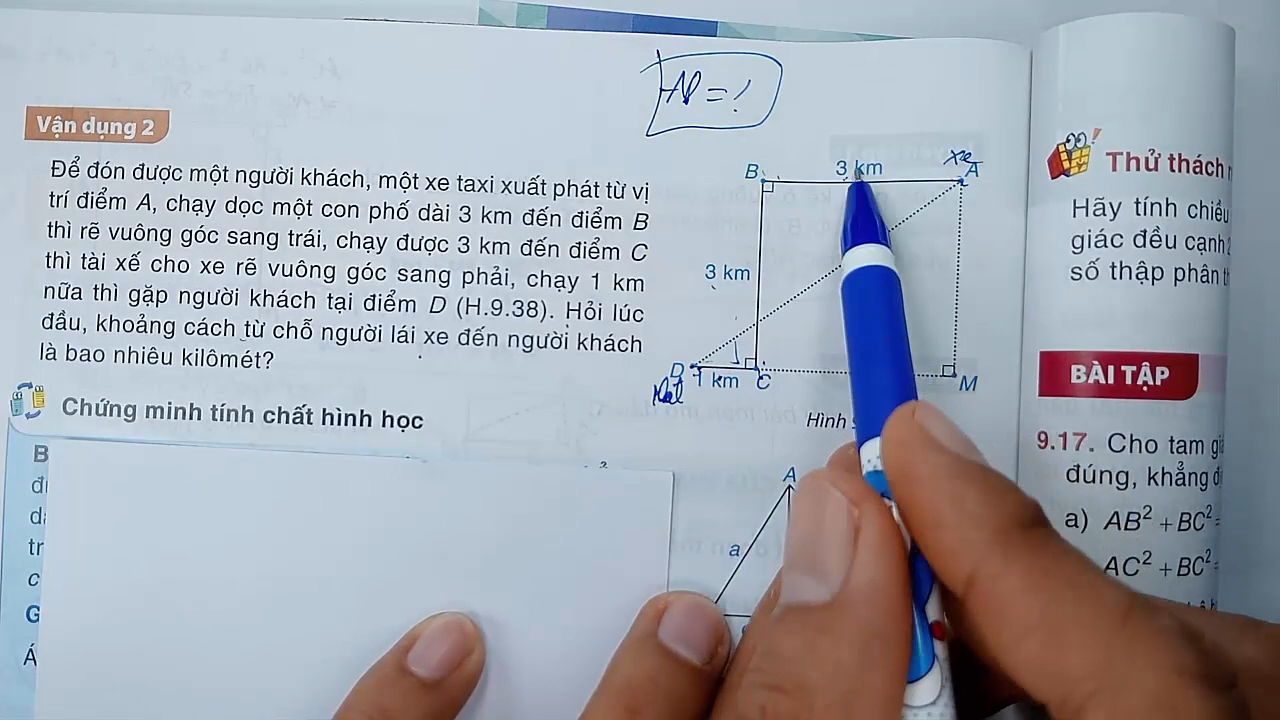 AD = ?
Vận dụng 2
Để đón được một người khách, một xe taxi xuất phát từ vị
trí điểm A, chạy dọc một con phố dài 3 km đến điểm B
thì rẽ vuông góc sang trái, chạy được 3 km đến điểm C
thì tài xế cho xe rẽ vuông góc sang phải, chạy 1 km
nữa thì gặp người khách tại điểm D (H.9.38). Hỏi lúc
đầu, khoảng cách từ chỗ người lái xe đến người khách
là bao nhiêu kilômét?
B
3 km
xe
A
3 km
D
1 km
C
M
Hình
Chứng minh tính chất hình học
B
A
a
G
Thử thách
Hãy tính chiều
giác đều cạnh
số thập phân
BÀI TẬP
9.17. Cho tam
đúng, khẳng
a) AB² + BC² =
AC² + BC² =